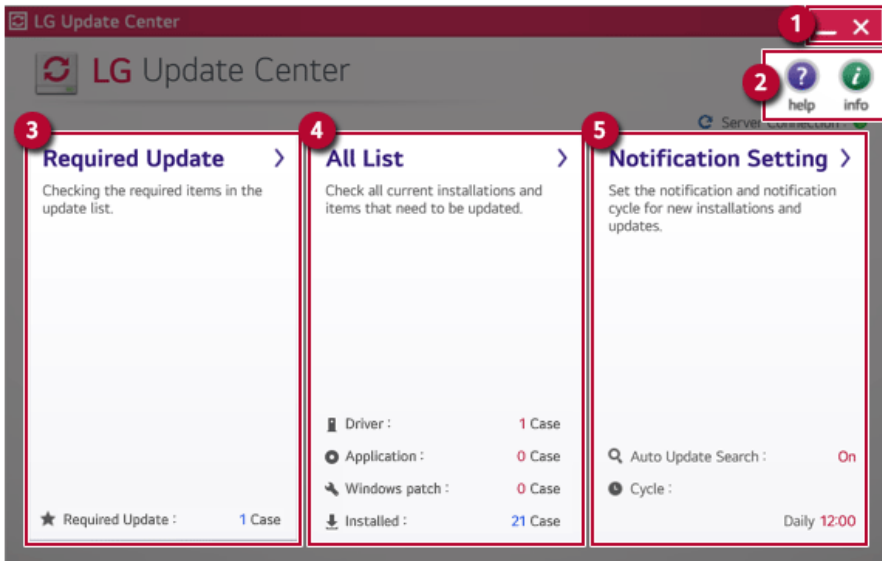 LG Update Center
1
LG Update Center
2
help
info
Server Connection :
3
Required Update >
Checking the required items in the
update list.
★ Required Update : 1 Case
4
All List >
Check all current installations and
items that need to be updated.
Driver : 1 Case
Application : 0 Case
Windows patch : 0 Case
Installed : 21 Case
5
Notification Setting >
Set the notification and notification
cycle for new installations and
updates.
Auto Update Search : On
Cycle :
Daily 12:00